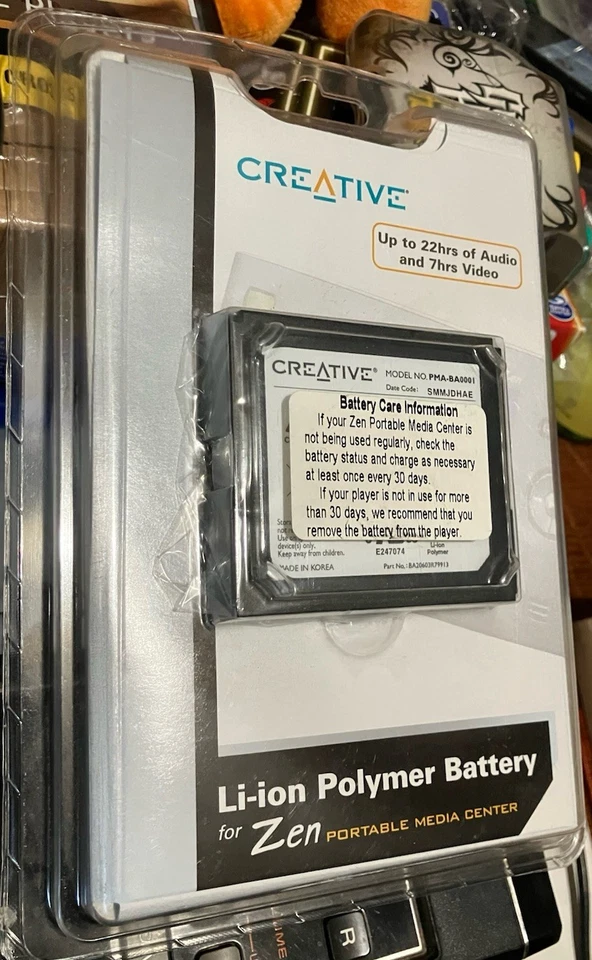 CREATIVE
Up to 22hrs of Audio
and 7hrs Video
CREATIVE®
MODEL NO. PMA-BA0001
Date Code: SMMJDHAE
Battery Care Information
If your Zen Portable Media Center is
not being used regularly, check the
battery status and charge as necessary
at least once every 30 days.
If your player is not in use for more
than 30 days, we recommend that you
remove the battery from the player.
device(s) only.
Keep away from children.
E247074
Li-ion
Polymer
MADE IN KOREA
Part No.:BA20603R79913
Li-ion Polymer Battery
for Zen PORTABLE MEDIA CENTER
R